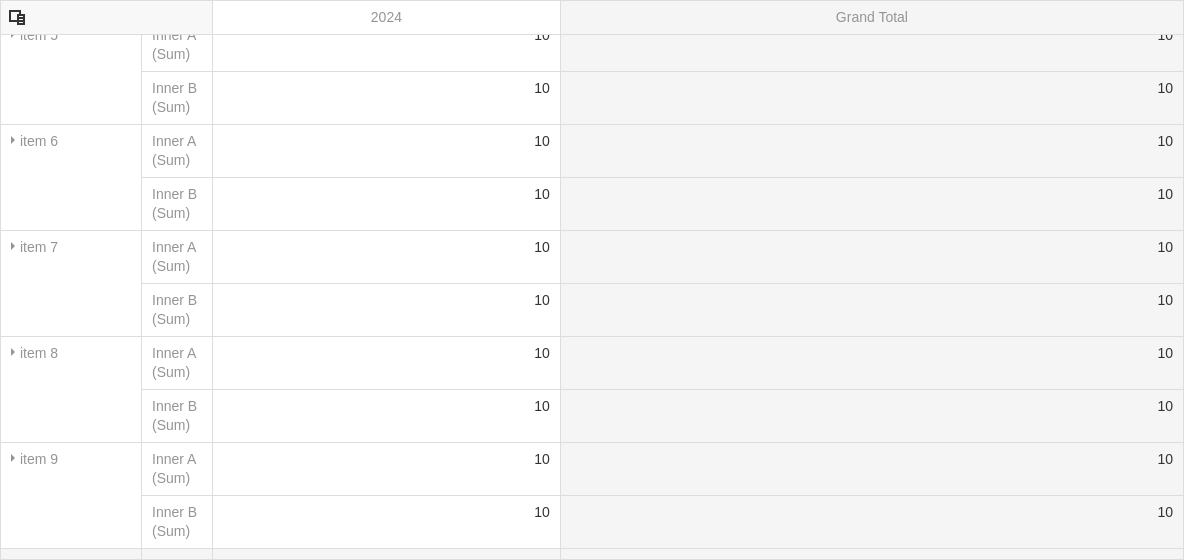 2024 Grand Total
item 5 Inner A 10 10
(Sum)
Inner B 10 10
(Sum)
item 6 Inner A 10 10
(Sum)
Inner B 10 10
(Sum)
item 7 Inner A 10 10
(Sum)
Inner B 10 10
(Sum)
item 8 Inner A 10 10
(Sum)
Inner B 10 10
(Sum)
item 9 Inner A 10 10
(Sum)
Inner B 10 10
(Sum)